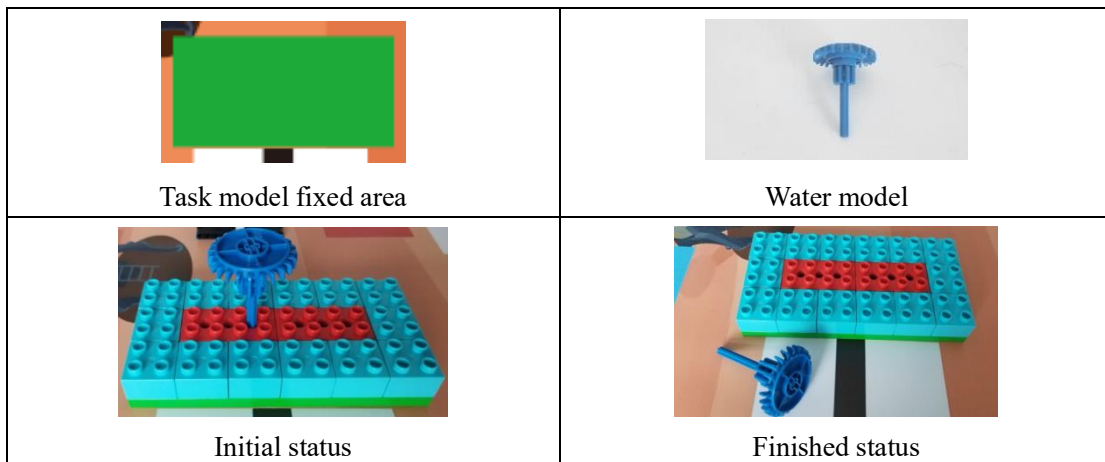 Task model fixed area
Water model
Initial status
Finished status